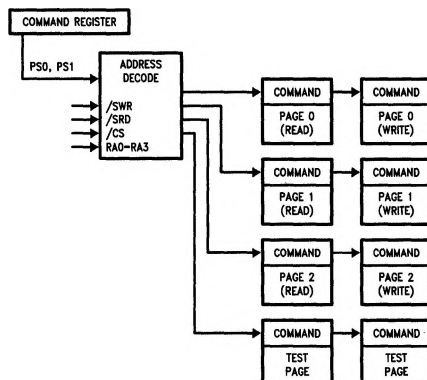 COMMAND REGISTER
PS0, PS1
ADDRESS
DECODE
/SWR
/SRD
/CS
RA0-RA3
COMMAND
COMMAND
PAGE 0
(READ)
PAGE 0
(WRITE)
COMMAND
COMMAND
PAGE 1
(READ)
PAGE 1
(WRITE)
COMMAND
COMMAND
PAGE 2
(READ)
PAGE 2
(WRITE)
COMMAND
COMMAND
TEST
PAGE
TEST
PAGE